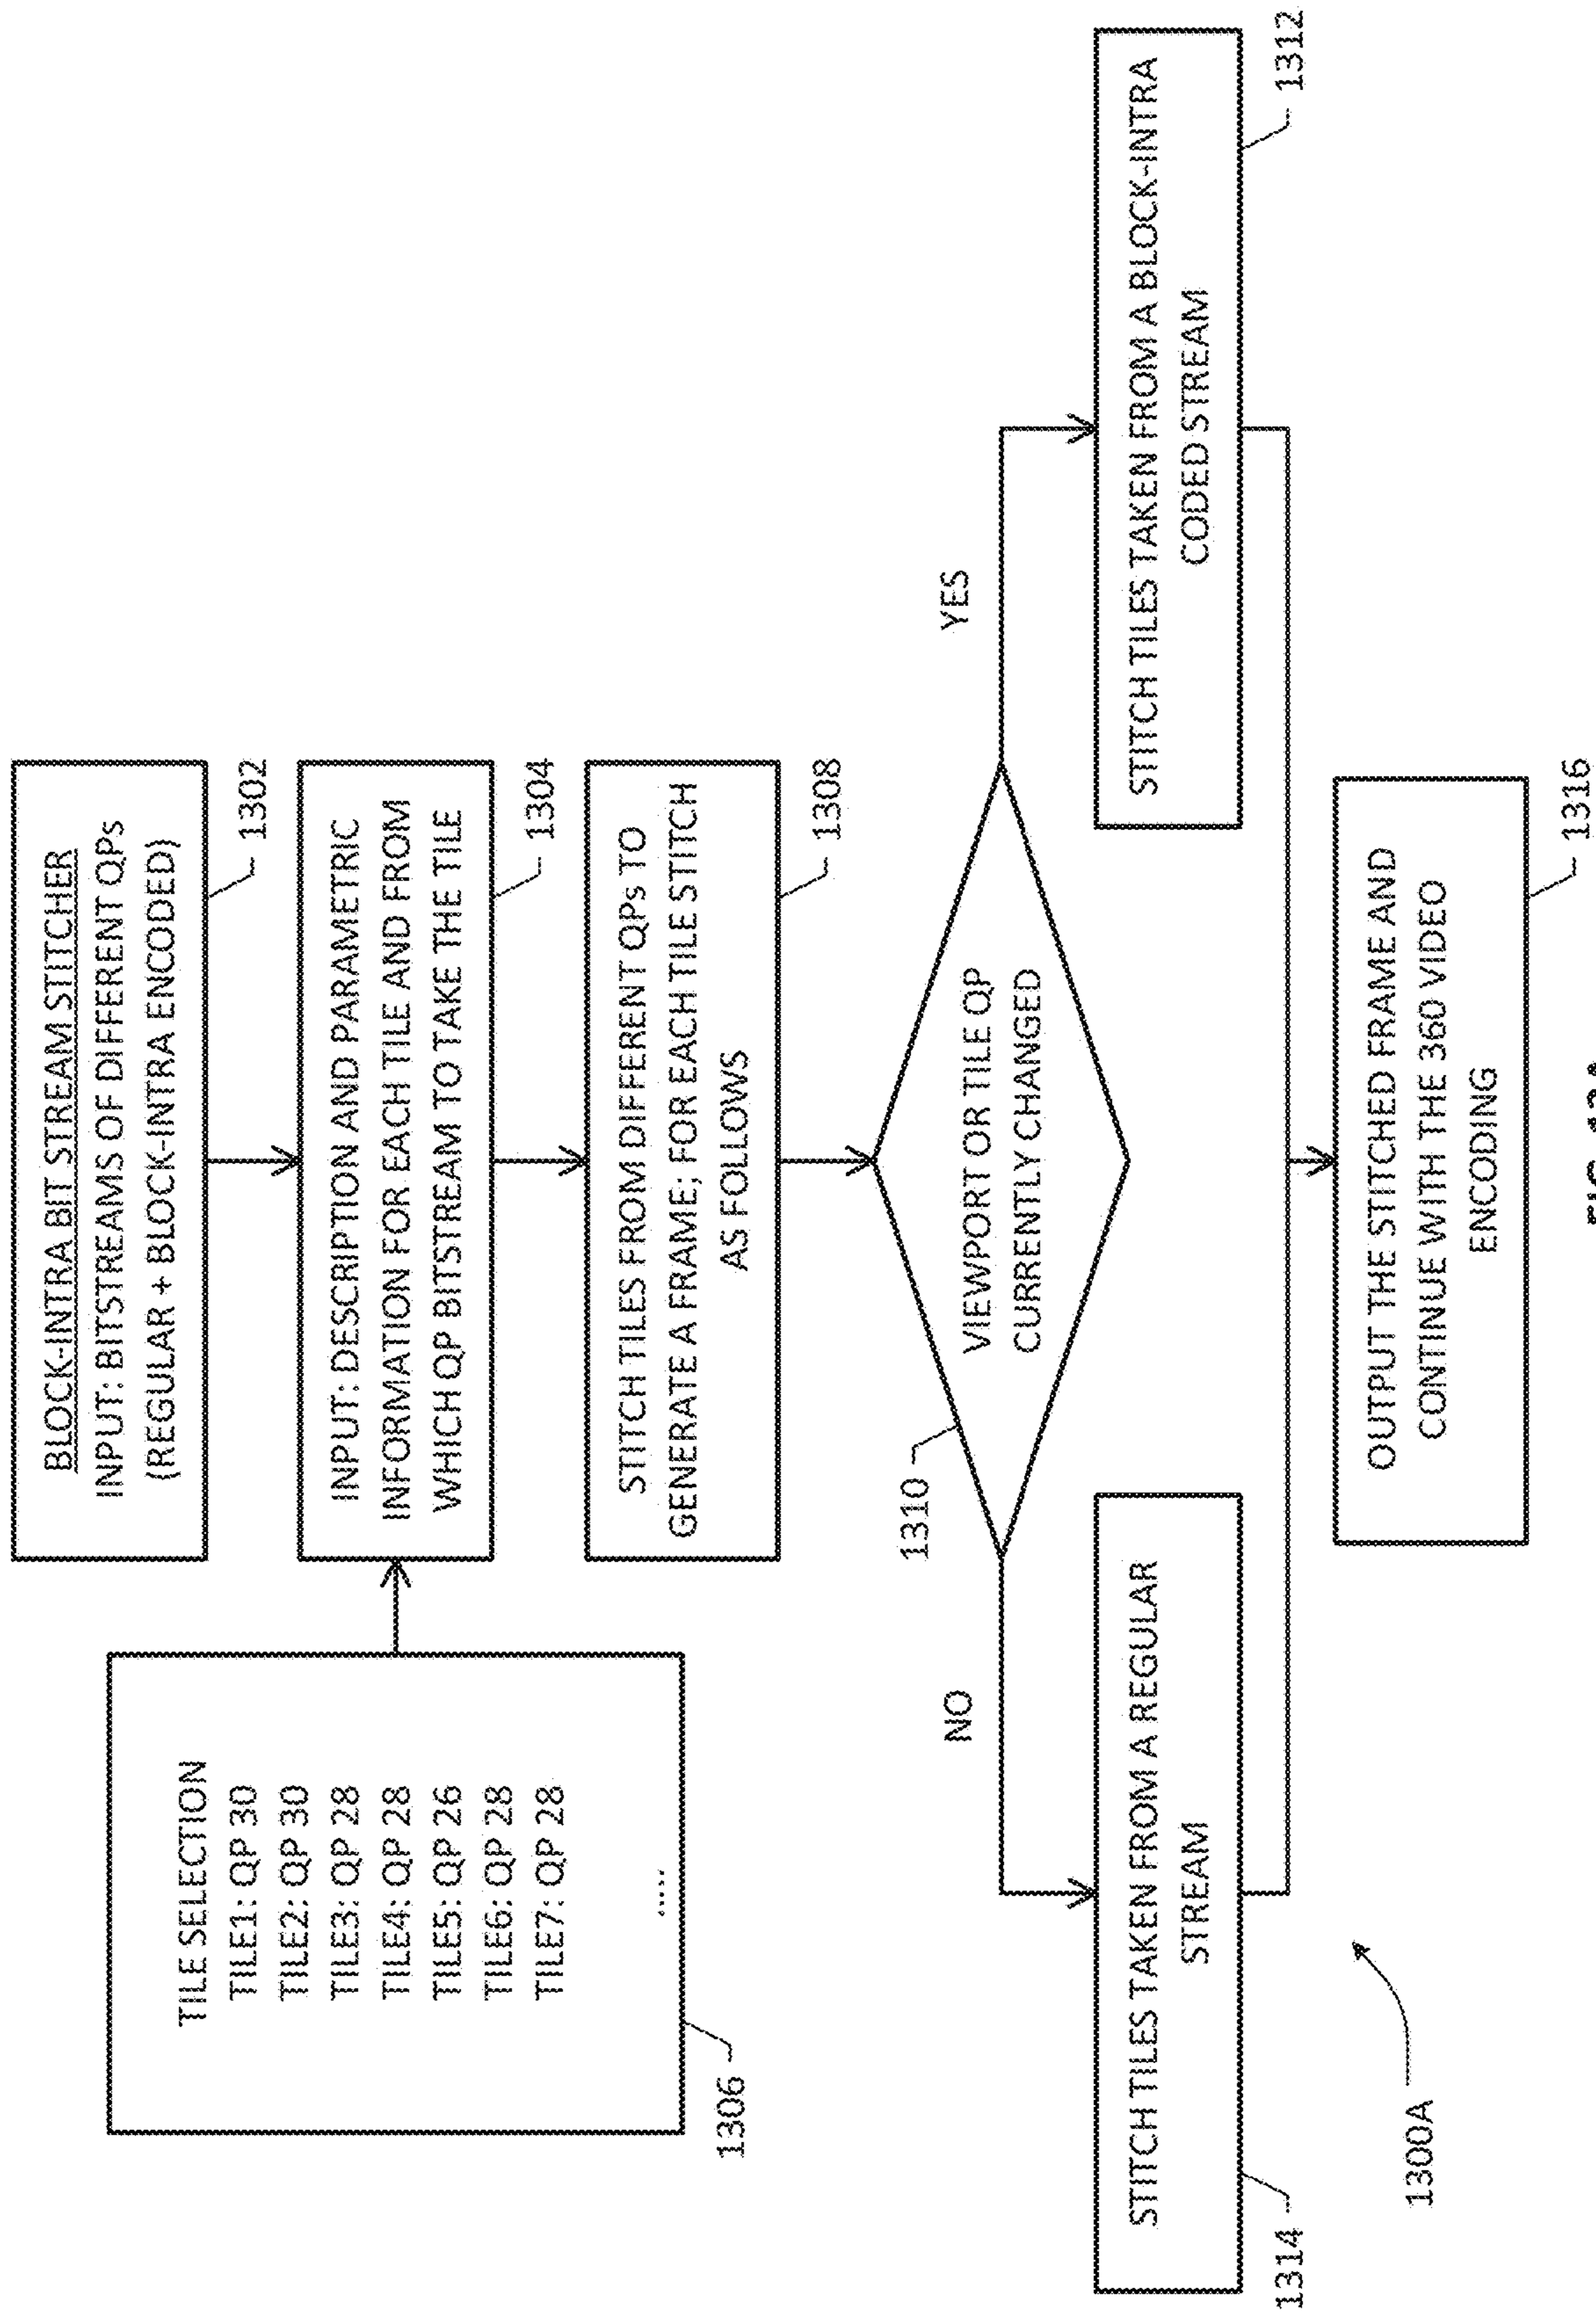 BLOCK-INTRA BIT STREAM STITCHER
INPUT: BITSTREAMS OF DIFFERENT QPs
(REGULAR + BLOCK-INTRA ENCODED)
1302
TILE SELECTION
TILE1: QP 30
TILE2: QP 30
TILE3: QP 28
TILE4: QP 28
TILE5: QP 26
TILE6: QP 28
TILE7: QP 28
.....
1306
INPUT: DESCRIPTION AND PARAMETRIC
INFORMATION FOR EACH TILE AND FROM
WHICH QP BITSTREAM TO TAKE THE TILE
1304
STITCH TILES FROM DIFFERENT QPs TO
GENERATE A FRAME; FOR EACH TILE STITCH
AS FOLLOWS
1308
1310
VIEWPORT OR TILE QP
CURRENTLY CHANGED
NO
YES
STITCH TILES TAKEN FROM A REGULAR
STREAM
1314
STITCH TILES TAKEN FROM A BLOCK-INTRA
CODED STREAM
1312
OUTPUT THE STITCHED FRAME AND
CONTINUE WITH THE 360 VIDEO
ENCODING
1316
1300A